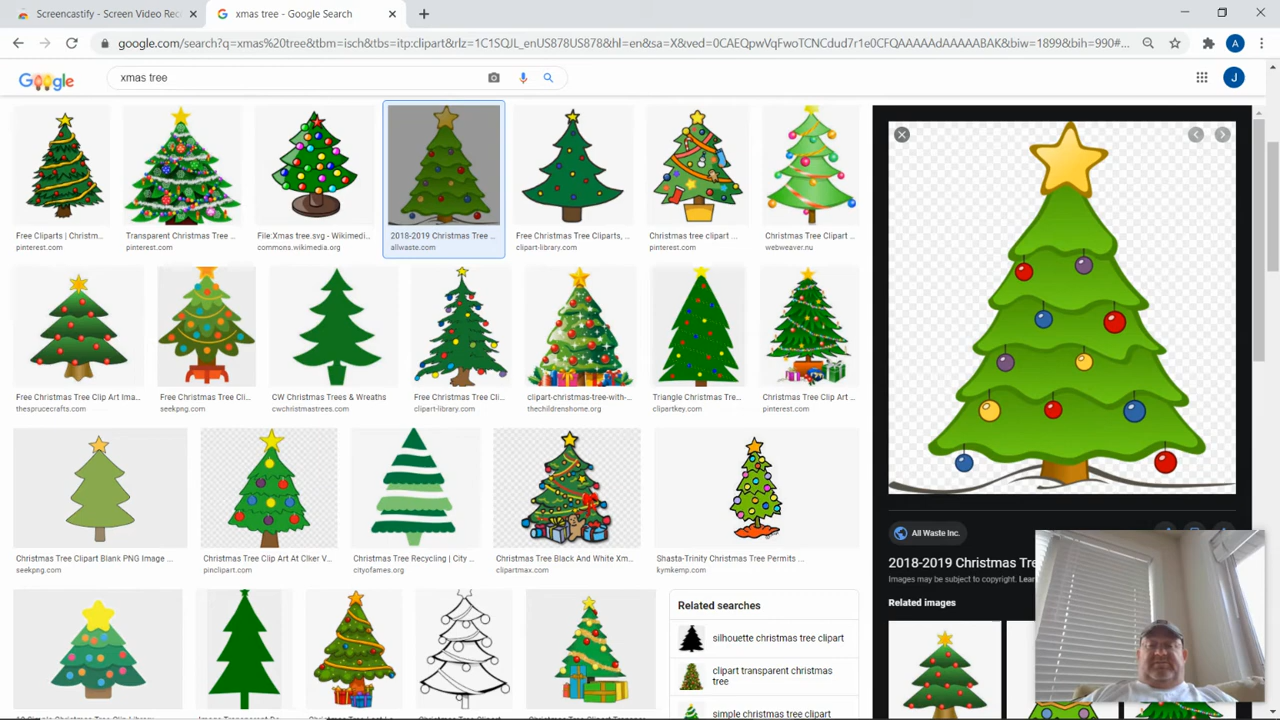 Screencastify - Screen Video Rec
xmas tree - Google Search
google.com/search?q=xmas%20tree&tbm=isch&tbs=itp:clipart&rlz=1C1SQJL_enUS878US878&hl=en&sa=X&ved=0CAEQpwVqFwoTCNCdud7r1e0CFQAAAAAdAAAAABAK&biw=1899&bih=990#...
A
Google
xmas tree
J
Free Cliparts | Christm...
pinterest.com
Transparent Christmas Tree ...
pinterest.com
File:Xmas tree.svg - Wikimedi...
commons.wikimedia.org
2018-2019 Christmas Tree ...
allwaste.com
Free Christmas Tree Cliparts, ...
clipart-library.com
Christmas tree clipart ...
pinterest.com
Christmas Tree Clipart ...
webweaver.nu
Free Christmas Tree Clip Art Ima...
thesprucecrafts.com
Free Christmas Tree Cli...
seekpng.com
CW Christmas Trees & Wreaths
cwchristmastrees.com
Free Christmas Tree Cli...
clipart-library.com
clipart-christmas-tree-with-...
thechildrenshome.org
Triangle Christmas Tre...
clipartkey.com
Christmas Tree Clip Art ...
pinterest.com
Christmas Tree Clipart Blank PNG Image ...
seekpng.com
Christmas Tree Clip Art At Clker V...
pinclipart.com
Christmas Tree Recycling | City ...
cityofames.org
Christmas Tree Black And White Xm...
clipartmax.com
Shasta-Trinity Christmas Tree Permits ...
kymkemp.com
Related searches
silhouette christmas tree clipart
clipart transparent christmas
tree
simple christmas tree clipart
All Waste Inc.
2018-2019 Christmas Tre
Images may be subject to copyright. Lear
Related images